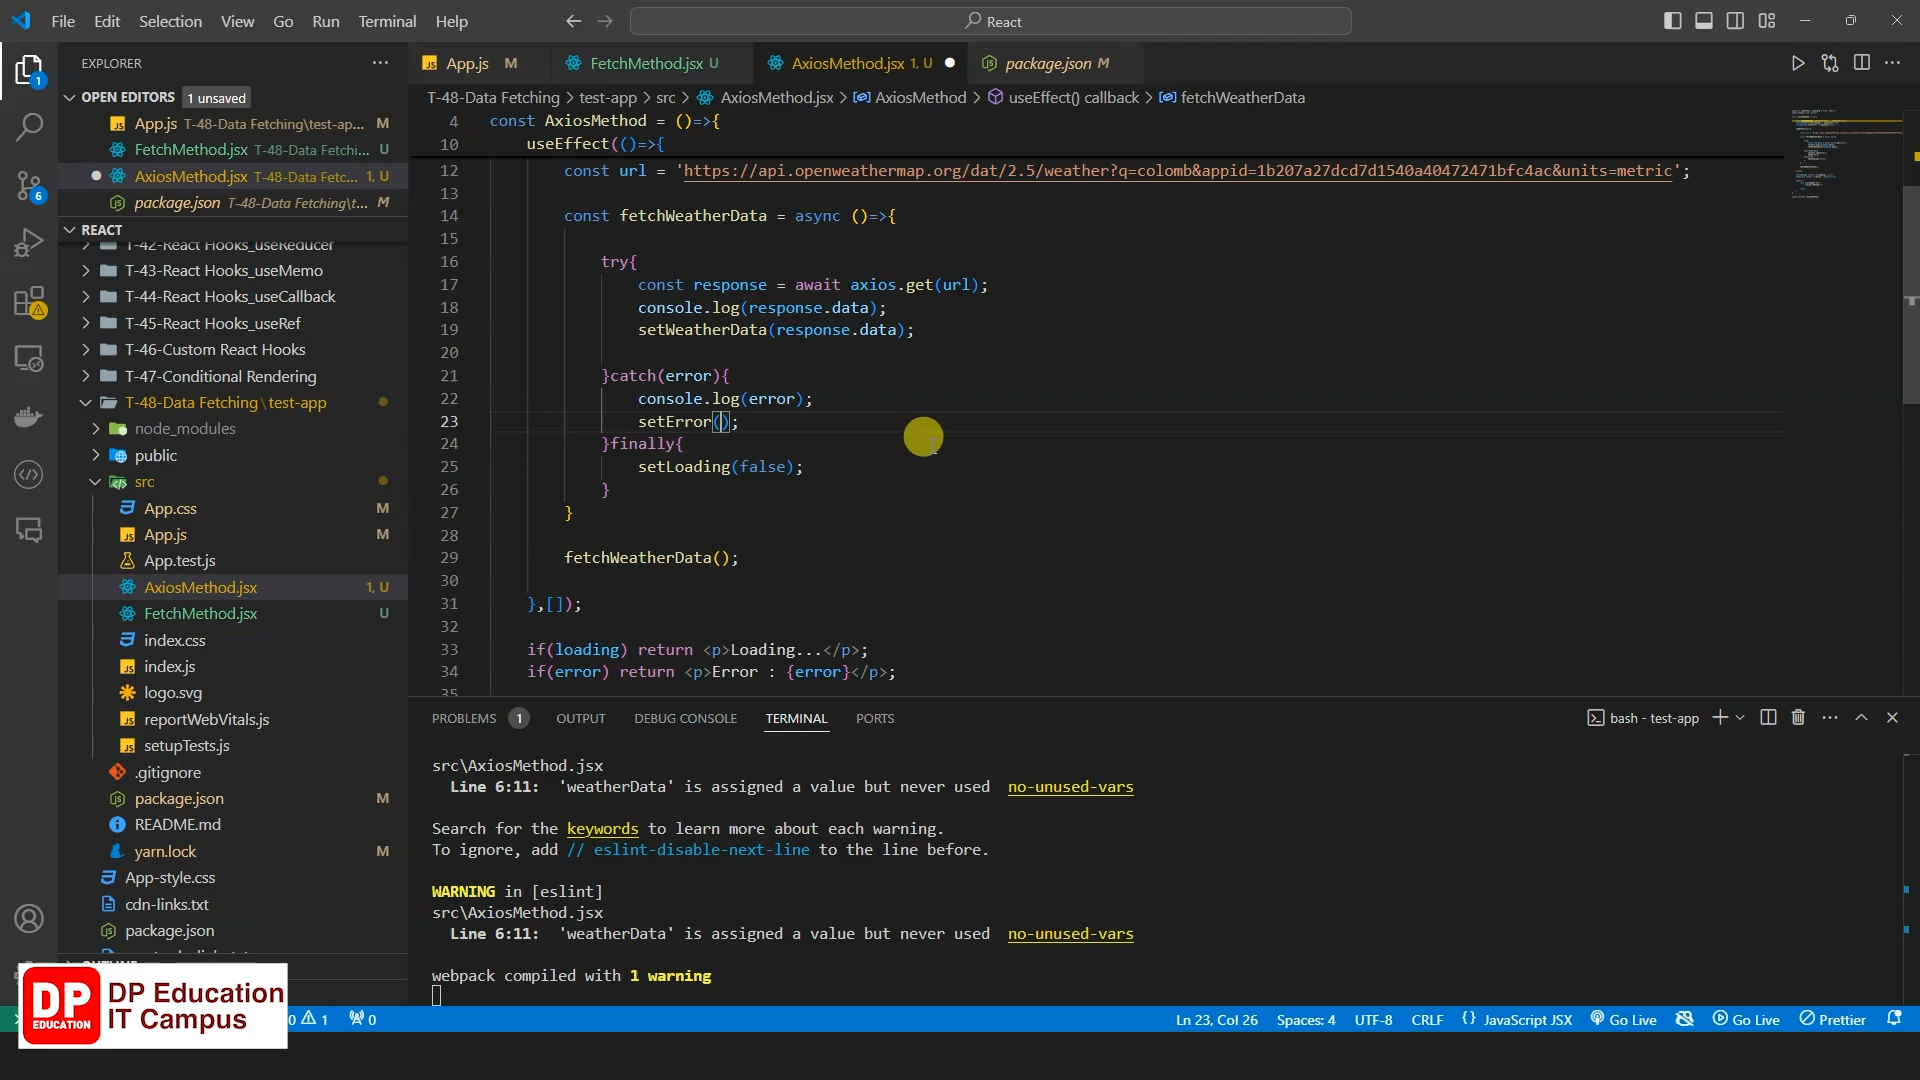 File Edit Selection View Go Run Terminal Help
React
EXPLORER
OPEN EDITORS 1 unsaved
App.js T-48-Data Fetching\test-ap... M
FetchMethod.jsx T-48-Data Fetchi... U
AxiosMethod.jsx T-48-Data Fetc... 1, U
package.json T-48-Data Fetching\t... M
REACT
T-42-React Hooks_useReducer
T-43-React Hooks_useMemo
T-44-React Hooks_useCallback
T-45-React Hooks_useRef
T-46-Custom React Hooks
T-47-Conditional Rendering
T-48-Data Fetching\test-app
node_modules
public
src
App.css M
App.js M
App.test.js
AxiosMethod.jsx 1, U
FetchMethod.jsx U
index.css
index.js
logo.svg
reportWebVitals.js
setupTests.js
.gitignore
package.json M
README.md
yarn.lock M
App-style.css
cdn-links.txt
package.json
App.js M FetchMethod.jsx U AxiosMethod.jsx 1, U package.json M
T-48-Data Fetching > test-app > src > AxiosMethod.jsx > AxiosMethod > useEffect() callback > fetchWeatherData
4 const AxiosMethod = ()=>{
10 useEffect(()=>{
12 const url = 'https://api.openweathermap.org/dat/2.5/weather?q=colomb&appid=1b207a27dcd7d1540a40472471bfc4ac&units=metric';
13
14 const fetchWeatherData = async ()=>{
15
16 try{
17 const response = await axios.get(url);
18 console.log(response.data);
19 setWeatherData(response.data);
20
21 }catch(error){
22 console.log(error);
23 setError();
24 }finally{
25 setLoading(false);
26 }
27 }
28
29 fetchWeatherData();
30
31 },[]);
32
33 if(loading) return <p>Loading...</p>;
34 if(error) return <p>Error : {error}</p>;
35
PROBLEMS 1 OUTPUT DEBUG CONSOLE TERMINAL PORTS
bash - test-app
src\AxiosMethod.jsx
Line 6:11: 'weatherData' is assigned a value but never used no-unused-vars
Search for the keywords to learn more about each warning.
To ignore, add // eslint-disable-next-line to the line before.
WARNING in [eslint]
src\AxiosMethod.jsx
Line 6:11: 'weatherData' is assigned a value but never used no-unused-vars
webpack compiled with 1 warning
DP EDUCATION
DP Education
IT Campus
0 1 0
Ln 23, Col 26 Spaces: 4 UTF-8 CRLF {} JavaScript JSX Go Live Go Live Prettier
1
6